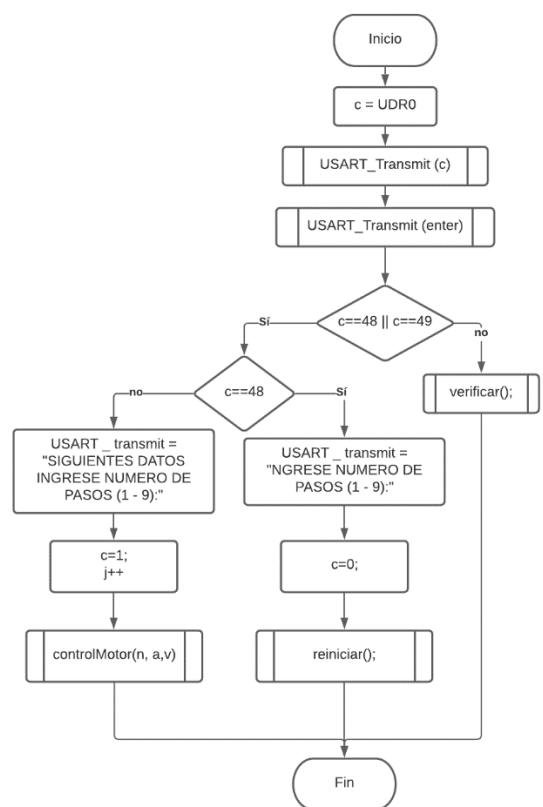 Inicio
c = UDR0
USART_Transmit (c)
USART_Transmit (enter)
c==48 || c==49
Sí
no
c==48
verificar();
no
Sí
USART _ transmit =
"SIGUIENTES DATOS
INGRESE NUMERO DE
PASOS (1 - 9):"
USART _ transmit =
"NGRESE NUMERO DE
PASOS (1 - 9):"
c=1;
j++
c=0;
controlMotor(n, a,v)
reiniciar();
Fin